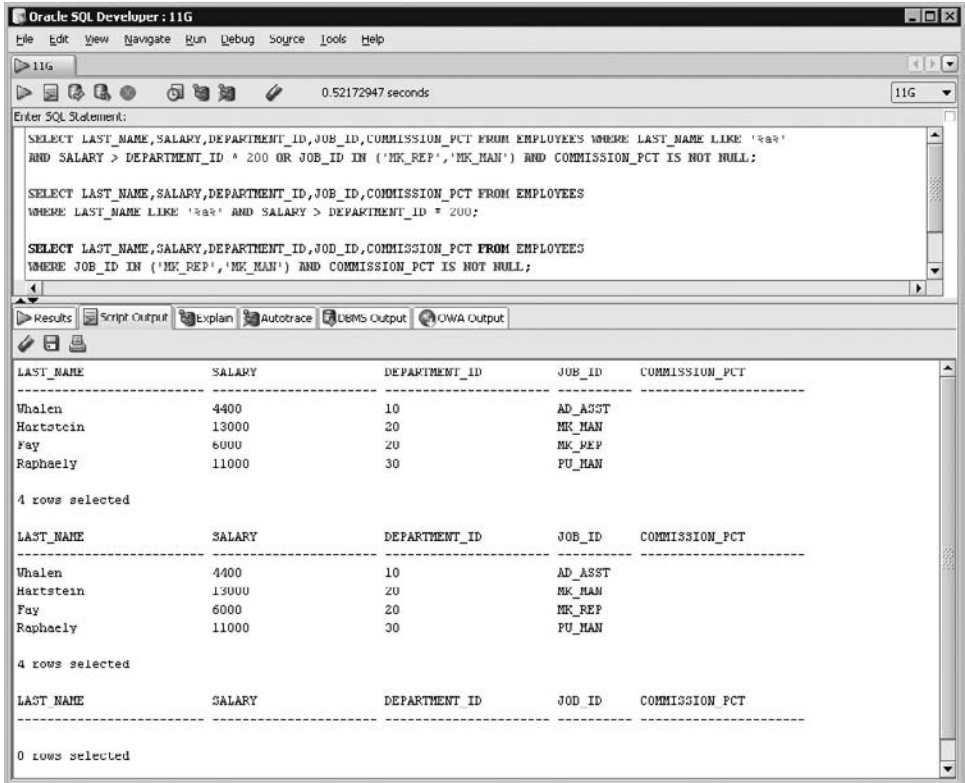 Oracle SQL Developer : 11G
File Edit View Navigate Run Debug Source Tools Help
11G
0.52172947 seconds 11G
Enter SQL Statement:
SELECT LAST_NAME,SALARY,DEPARTMENT_ID,JOB_ID,COMMISSION_PCT FROM EMPLOYEES WHERE LAST_NAME LIKE '%a%'
AND SALARY > DEPARTMENT_ID * 200 OR JOB_ID IN ('MK_REP','MK_MAN') AND COMMISSION_PCT IS NOT NULL;
SELECT LAST_NAME,SALARY,DEPARTMENT_ID,JOB_ID,COMMISSION_PCT FROM EMPLOYEES
WHERE LAST_NAME LIKE '%a%' AND SALARY > DEPARTMENT_ID * 200;
SELECT LAST_NAME,SALARY,DEPARTMENT_ID,JOB_ID,COMMISSION_PCT FROM EMPLOYEES
WHERE JOB_ID IN ('MK_REP','MK_MAN') AND COMMISSION_PCT IS NOT NULL;
Results Script Output Explain Autotrace DBMS Output OWA Output
LAST_NAME SALARY DEPARTMENT_ID JOB_ID COMMISSION_PCT
------------------------- ---------------------- ---------------------- ---------- ----------------------
Whalen 4400 10 AD_ASST
Hartstein 13000 20 MK_MAN
Fay 6000 20 MK_REP
Raphaely 11000 30 PU_MAN
4 rows selected
LAST_NAME SALARY DEPARTMENT_ID JOB_ID COMMISSION_PCT
------------------------- ---------------------- ---------------------- ---------- ----------------------
Whalen 4400 10 AD_ASST
Hartstein 13000 20 MK_MAN
Fay 6000 20 MK_REP
Raphaely 11000 30 PU_MAN
4 rows selected
LAST_NAME SALARY DEPARTMENT_ID JOB_ID COMMISSION_PCT
------------------------- ---------------------- ---------------------- ---------- ----------------------
0 rows selected